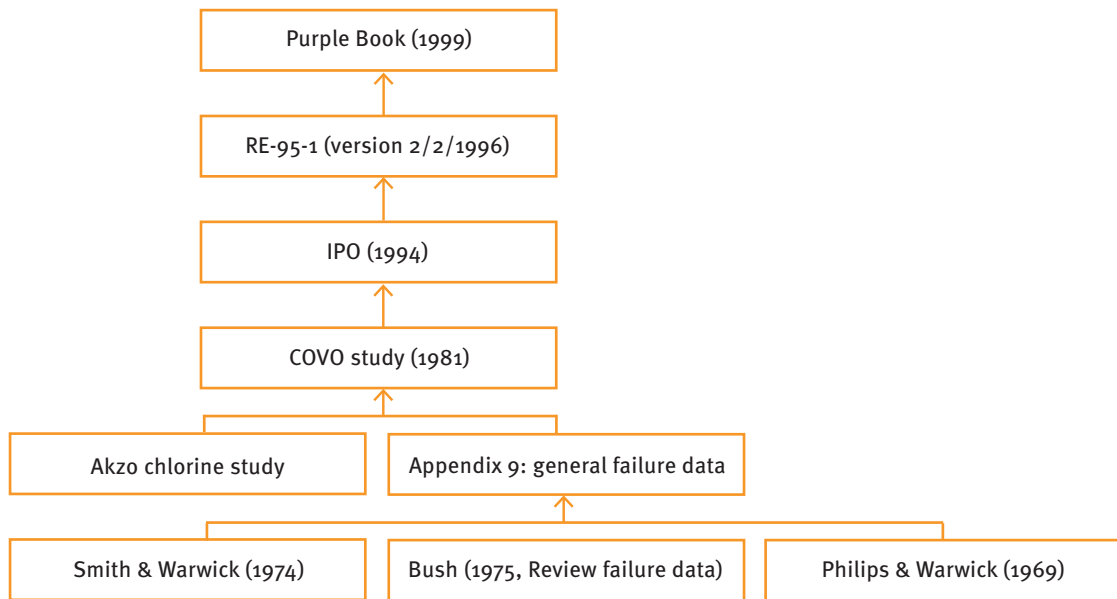 Purple Book (1999)
RE-95-1 (version 2/2/1996)
IPO (1994)
COVO study (1981)
Akzo chlorine study
Appendix 9: general failure data
Smith & Warwick (1974)
Bush (1975, Review failure data)
Philips & Warwick (1969)